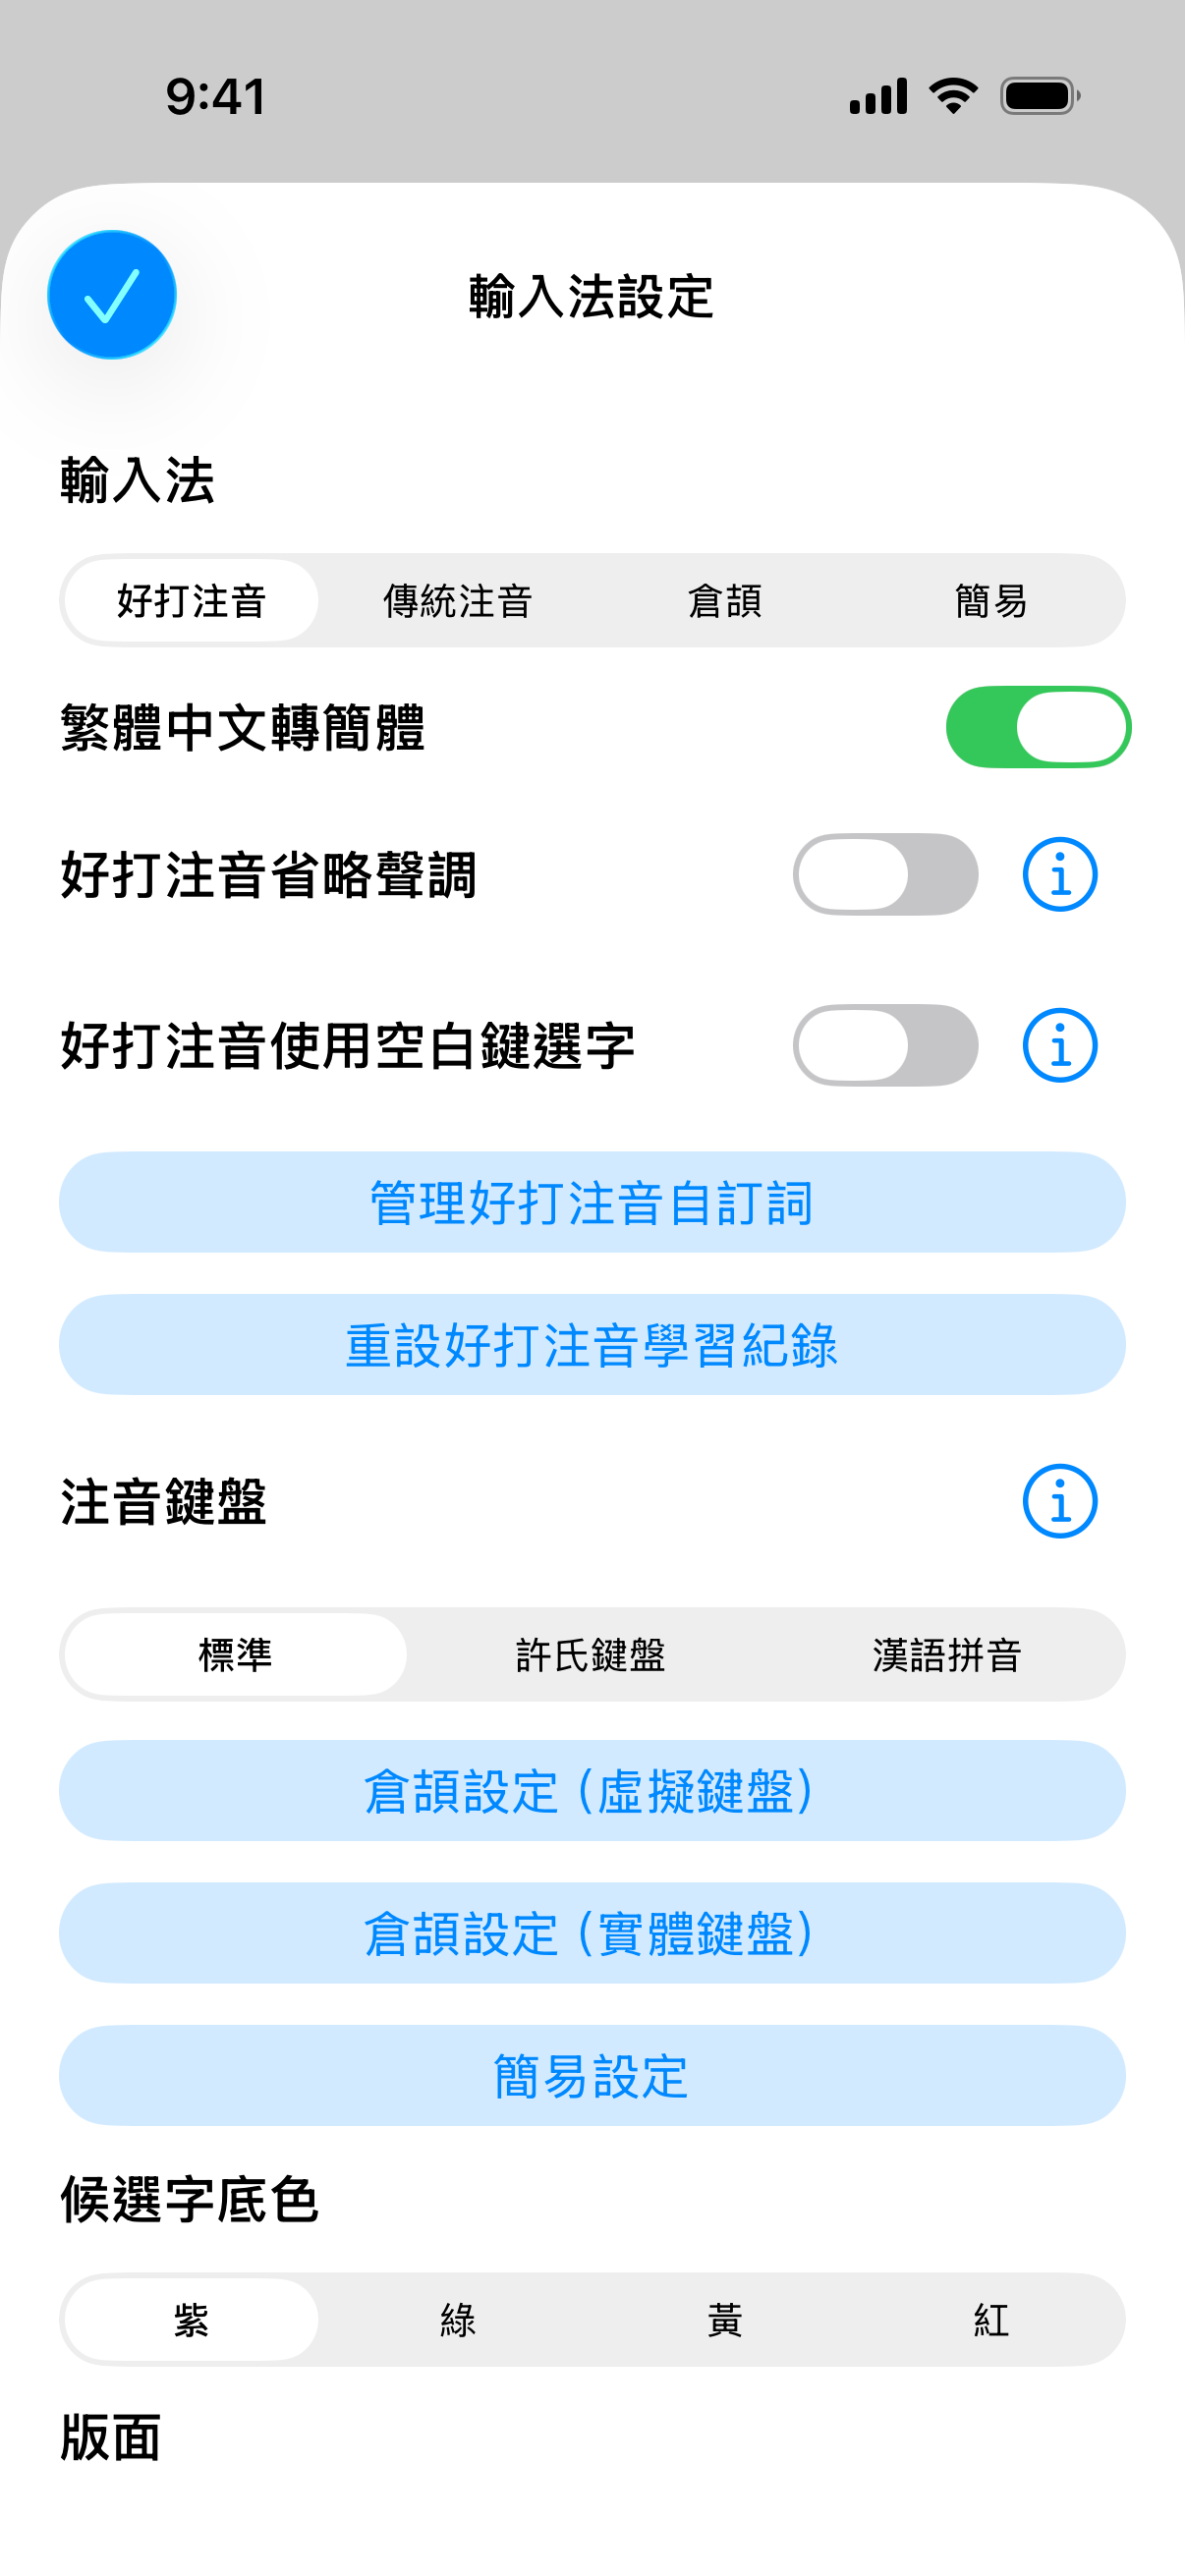 9:41
輸入法設定
輸入法
好打注音 傳統注音 倉頡 簡易
繁體中文轉簡體
好打注音省略聲調
好打注音使用空白鍵選字
管理好打注音自訂詞
重設好打注音學習紀錄
注音鍵盤
標準 許氏鍵盤 漢語拼音
倉頡設定 (虛擬鍵盤)
倉頡設定 (實體鍵盤)
簡易設定
候選字底色
紫 綠 黃 紅
版面